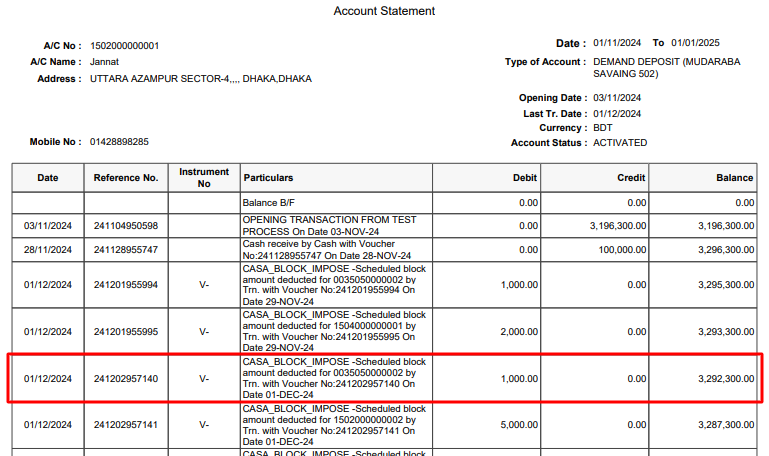 Account Statement
A/C No : 1502000000001
Date : 01/11/2024 To 01/01/2025
A/C Name : Jannat
Type of Account : DEMAND DEPOSIT (MUDARABA
SAVAING 502)
Address : UTTARA AZAMPUR SECTOR-4,,,, DHAKA,DHAKA
Opening Date : 03/11/2024
Last Tr. Date : 01/12/2024
Currency : BDT
Mobile No : 01428898285
Account Status : ACTIVATED
Date Reference No. Instrument No Particulars Debit Credit Balance
Balance B/F 0.00 0.00 0.00
03/11/2024 241104950598 OPENING TRANSACTION FROM TEST
PROCESS On Date 03-NOV-24 0.00 3,196,300.00 3,196,300.00
28/11/2024 241128955747 Cash receive by Cash with Voucher
No:241128955747 On Date 28-NOV-24 0.00 100,000.00 3,296,300.00
CASA_BLOCK_IMPOSE -Scheduled block
01/12/2024 241201955994 V- amount deducted for 0035050000002 by 1,000.00 0.00 3,295,300.00
Trn. with Voucher No:241201955994 On
Date 29-NOV-24
CASA_BLOCK_IMPOSE -Scheduled block
01/12/2024 241201955995 V- amount deducted for 1504000000001 by 2,000.00 0.00 3,293,300.00
Trn. with Voucher No:241201955995 On
Date 29-NOV-24
CASA_BLOCK_IMPOSE -Scheduled block
01/12/2024 241202957140 V- amount deducted for 0035050000002 by 1,000.00 0.00 3,292,300.00
Trn. with Voucher No:241202957140 On
Date 01-DEC-24
CASA_BLOCK_IMPOSE -Scheduled block
01/12/2024 241202957141 V- amount deducted for 1502000000001 by 5,000.00 0.00 3,287,300.00
Trn. with Voucher No:241202957141 On
Date 01-DEC-24
CASA_BLOCK_IMPOSE -Scheduled block